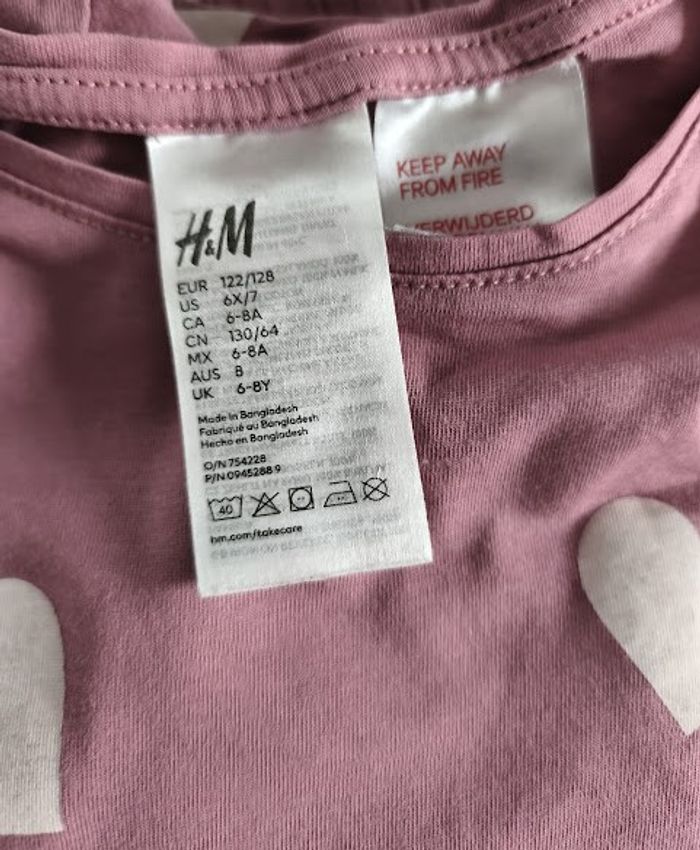 H&M
EUR 122/128
US 6X/7
CA 6-8A
CN 130/64
MX 6-8A
AUS 8
UK 6-8Y
Made in Bangladesh
Fabriqué au Bangladesh
Hecho en Bangladesh
O/N 754228
P/N 0945288 9
40
hm.com/takecare
KEEP AWAY
FROM FIRE
VERWIJDERD